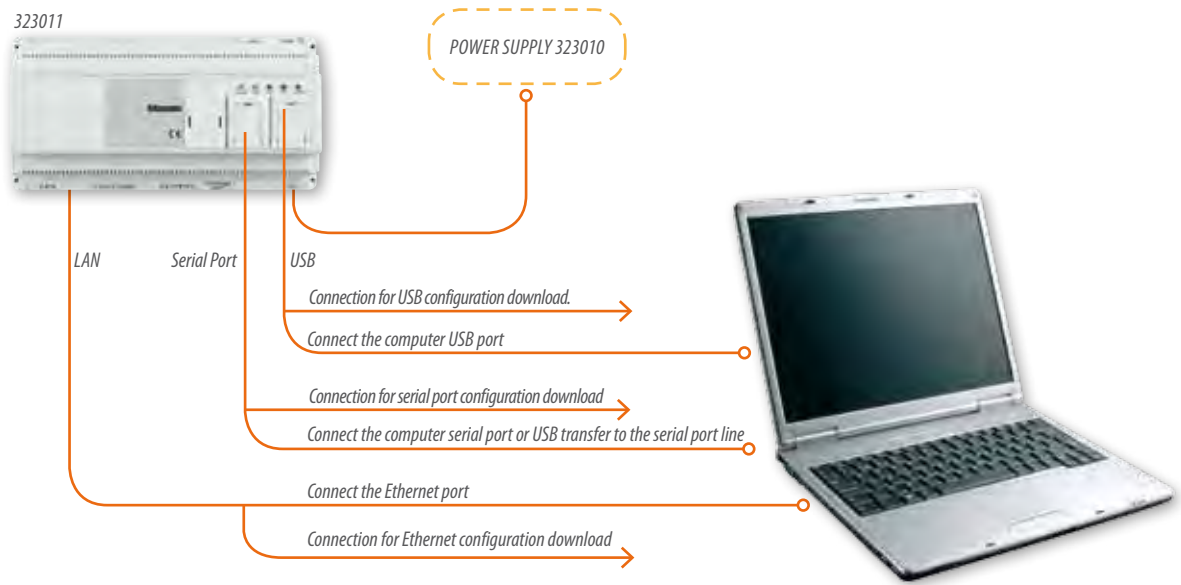 323011
POWER SUPPLY 323010
LAN
Serial Port
USB
Connection for USB configuration download.
Connect the computer USB port
Connection for serial port configuration download
Connect the computer serial port or USB transfer to the serial port line
Connect the Ethernet port
Connection for Ethernet configuration download